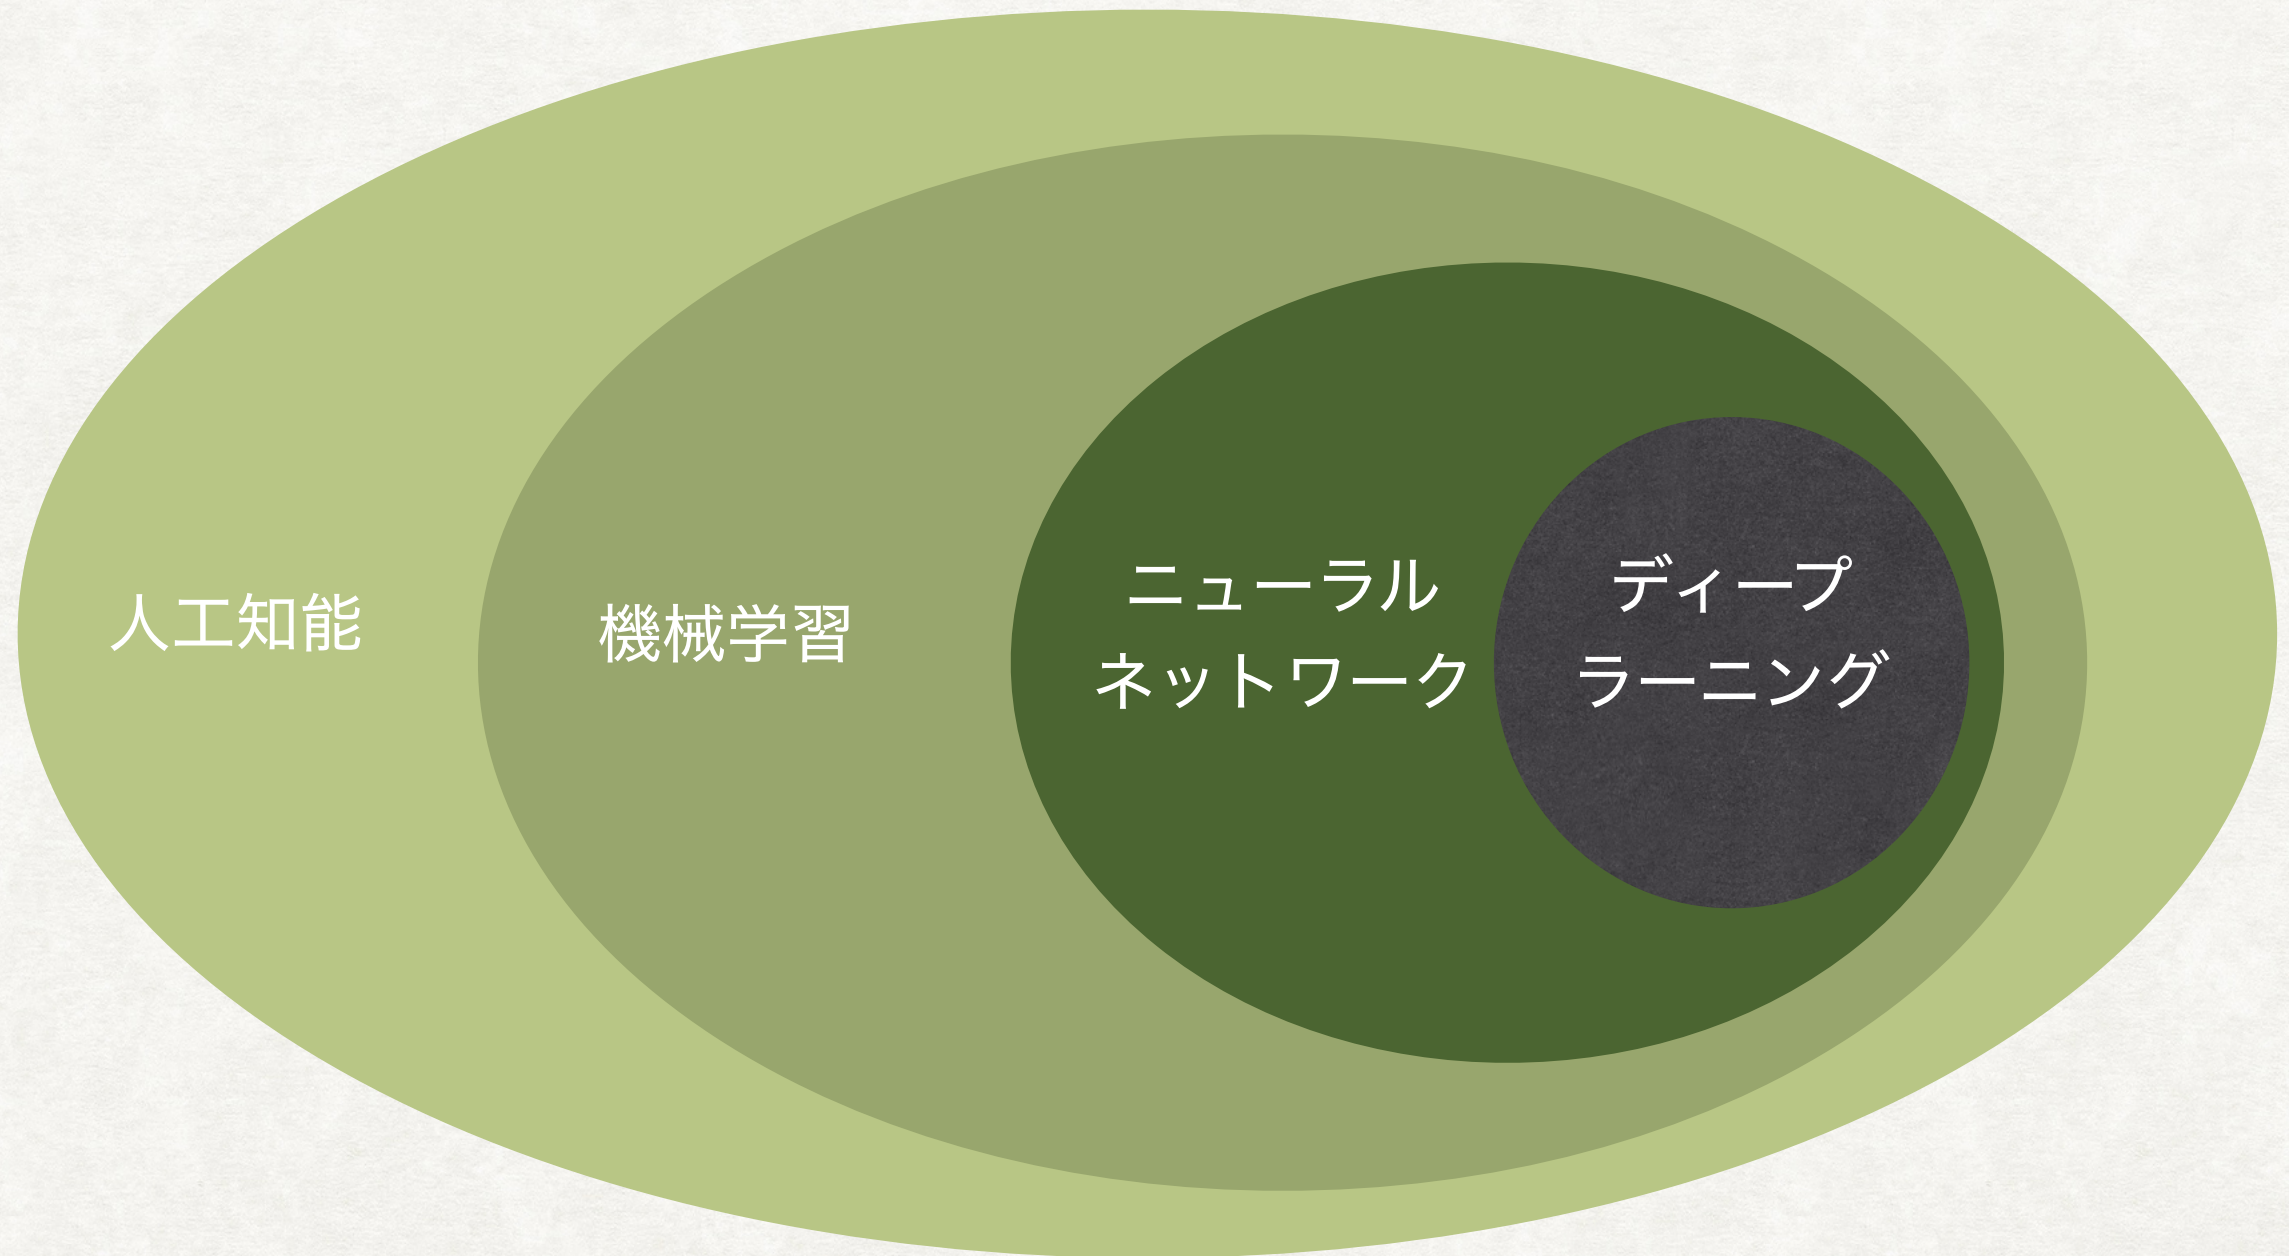 人工知能
機械学習
ニューラル
ネットワーク
ディープ
ラーニング